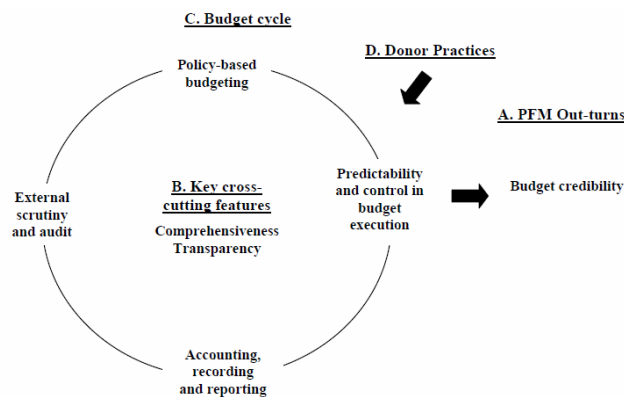 C. Budget cycle
D. Donor Practices
Policy-based
budgeting
A. PFM Out-turns
B. Key cross-
cutting features
Comprehensiveness
Transparency
Predictability
and control in
budget
execution
Budget credibility
External
scrutiny
and audit
Accounting,
recording
and reporting